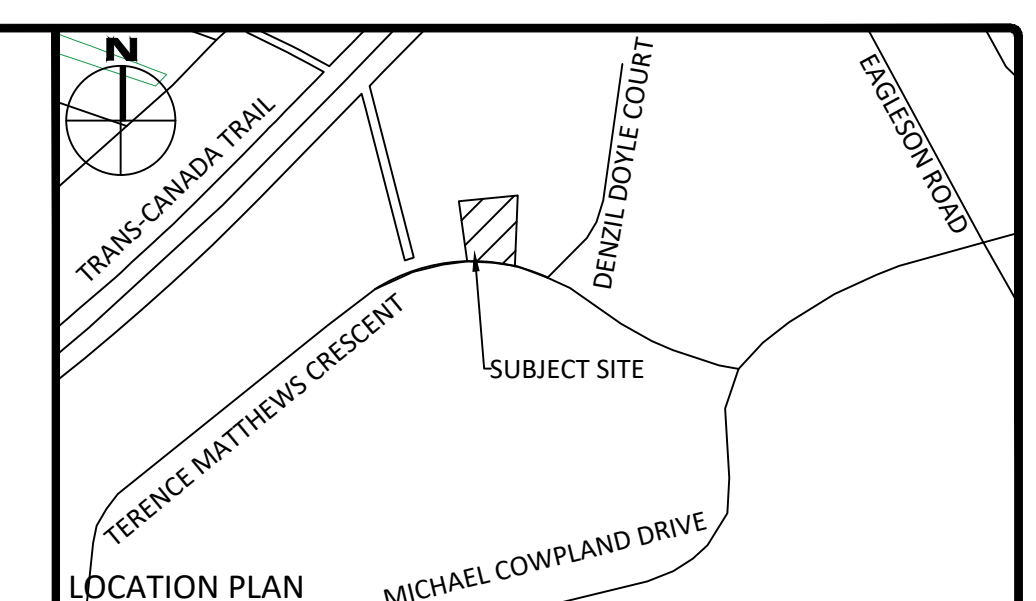 N
TRANS-CANADA TRAIL
DENZIL DOYLE COURT
EAGLESON ROAD
TERENCE MATTHEWS CRESCENT
SUBJECT SITE
MICHAEL COWPLAND DRIVE
LOCATION PLAN